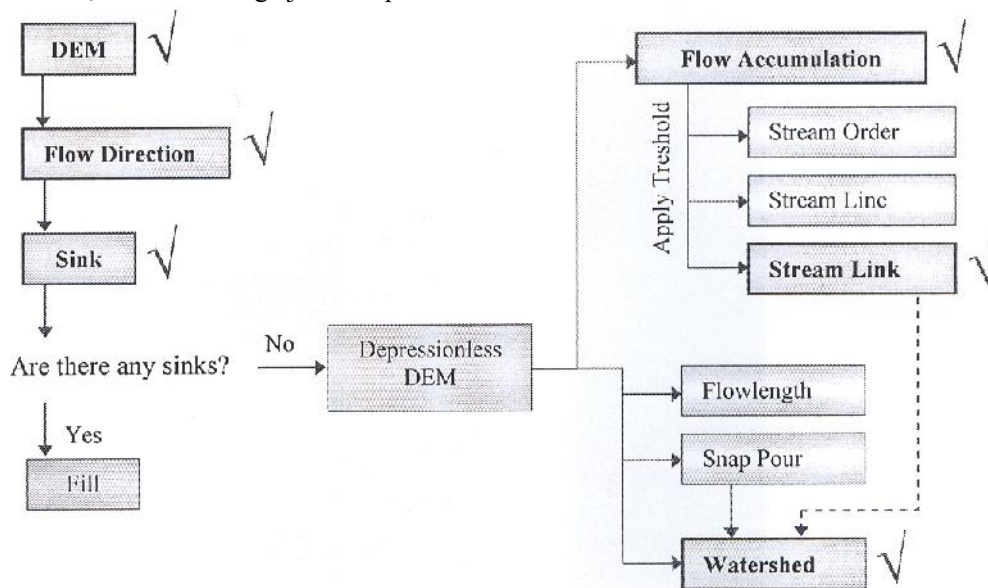 DEM
Flow Direction
Sink
Are there any sinks?
Yes
Fill
No
Depressionless
DEM
Flow Accumulation
Apply Treshold
Stream Order
Stream Line
Stream Link
Flowlength
Snap Pour
Watershed